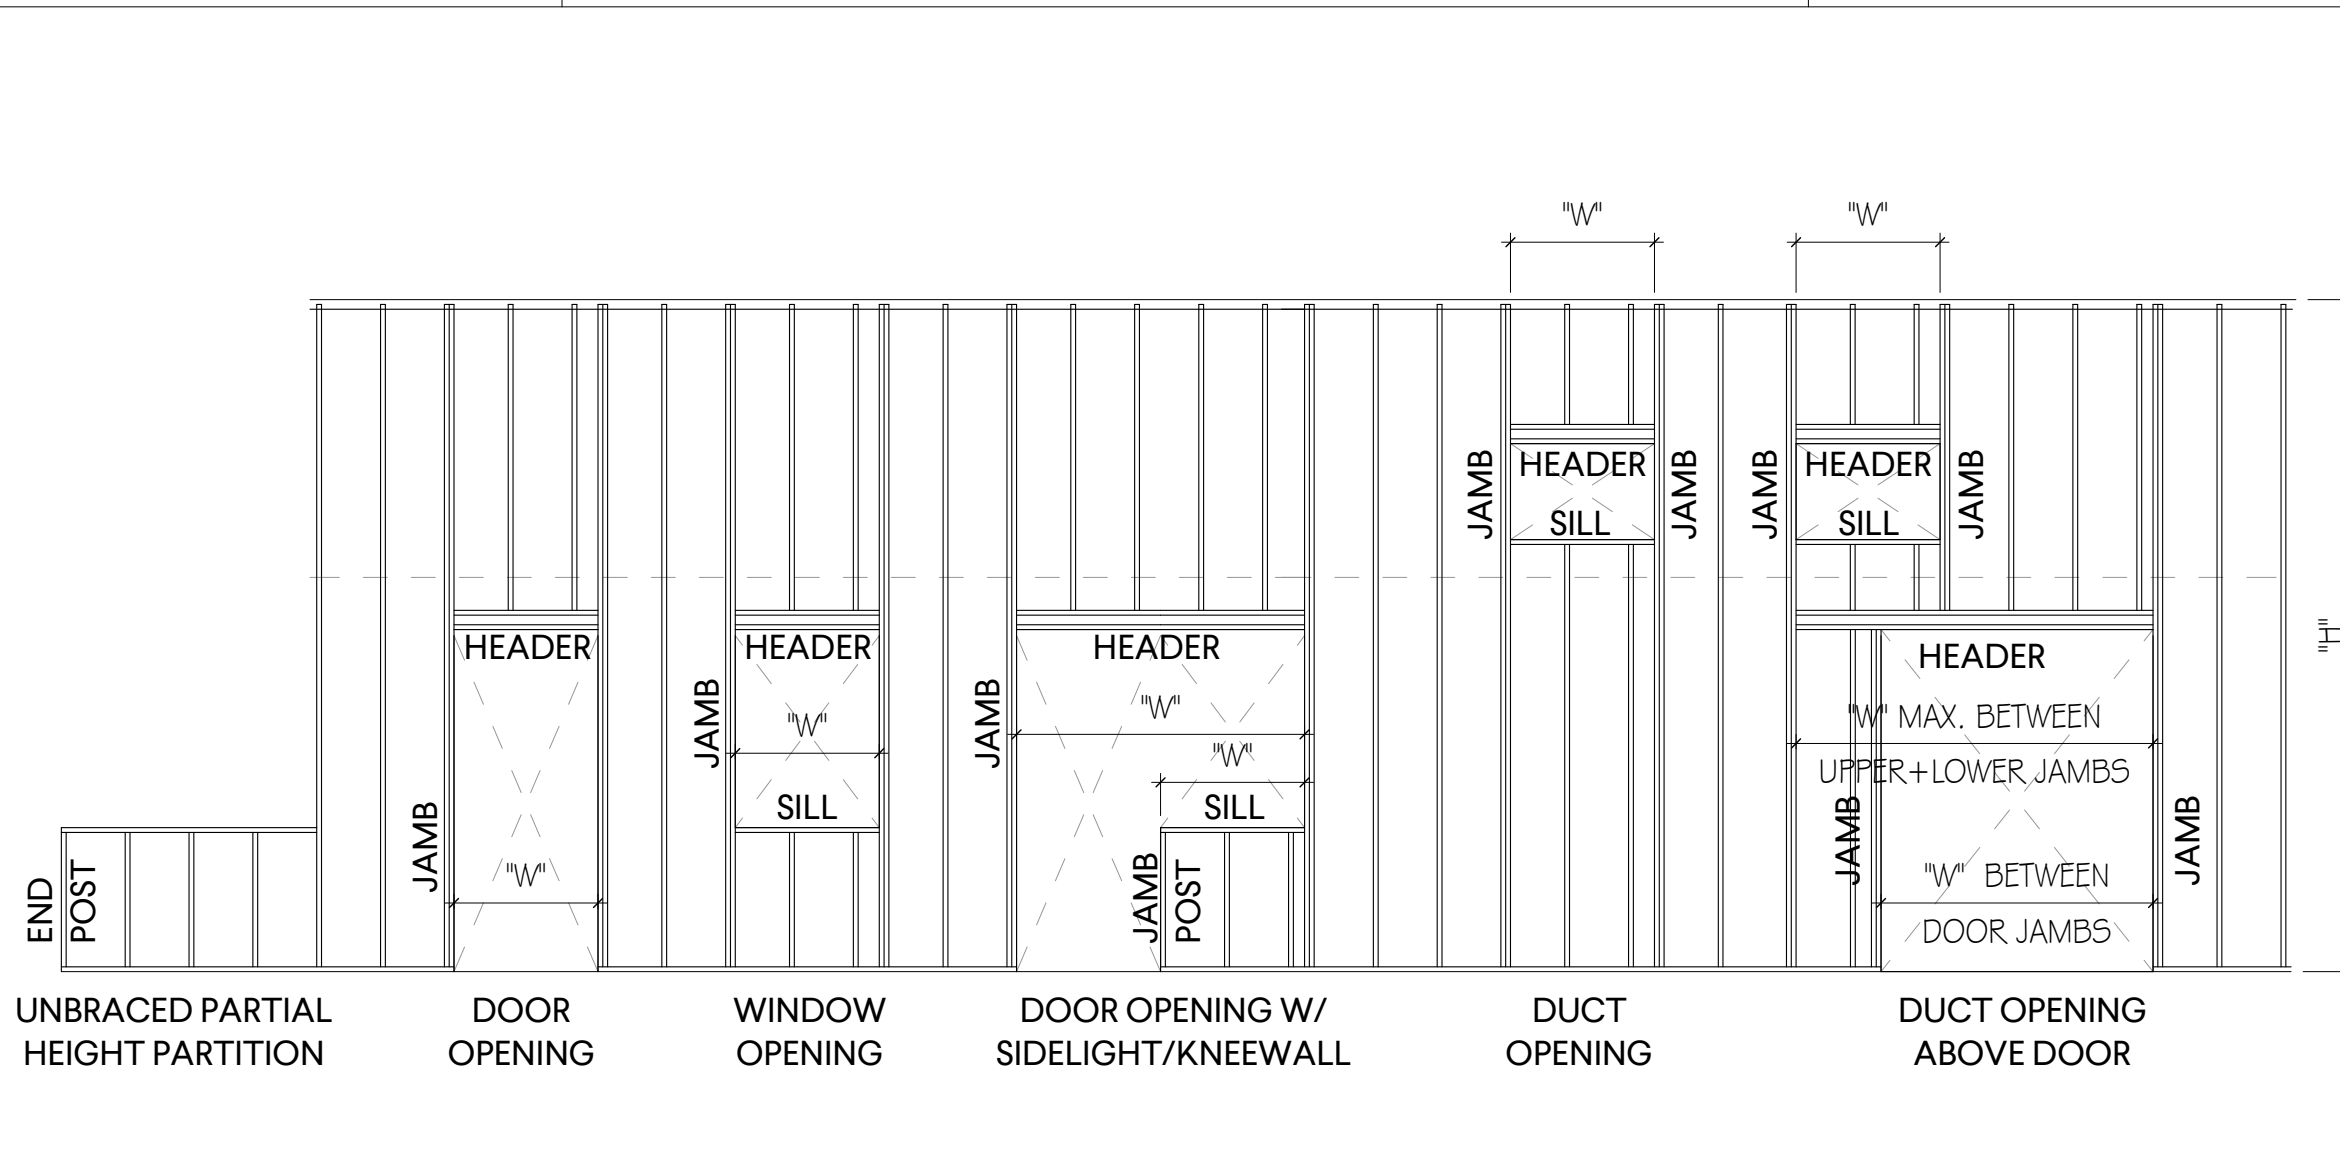 "W"
"W"
JAMB
HEADER
SILL
JAMB
JAMB
HEADER
SILL
JAMB
"H"
HEADER
JAMB
"W"
JAMB
HEADER
"W"
SILL
JAMB
HEADER
"W"
"W"
SILL
JAMB
POST
HEADER
"W" MAX. BETWEEN
UPPER+LOWER JAMBS
JAMB
"W" BETWEEN
DOOR JAMBS
JAMB
END
POST
UNBRACED PARTIAL
HEIGHT PARTITION
DOOR
OPENING
WINDOW
OPENING
DOOR OPENING W/
SIDELIGHT/KNEEWALL
DUCT
OPENING
DUCT OPENING
ABOVE DOOR